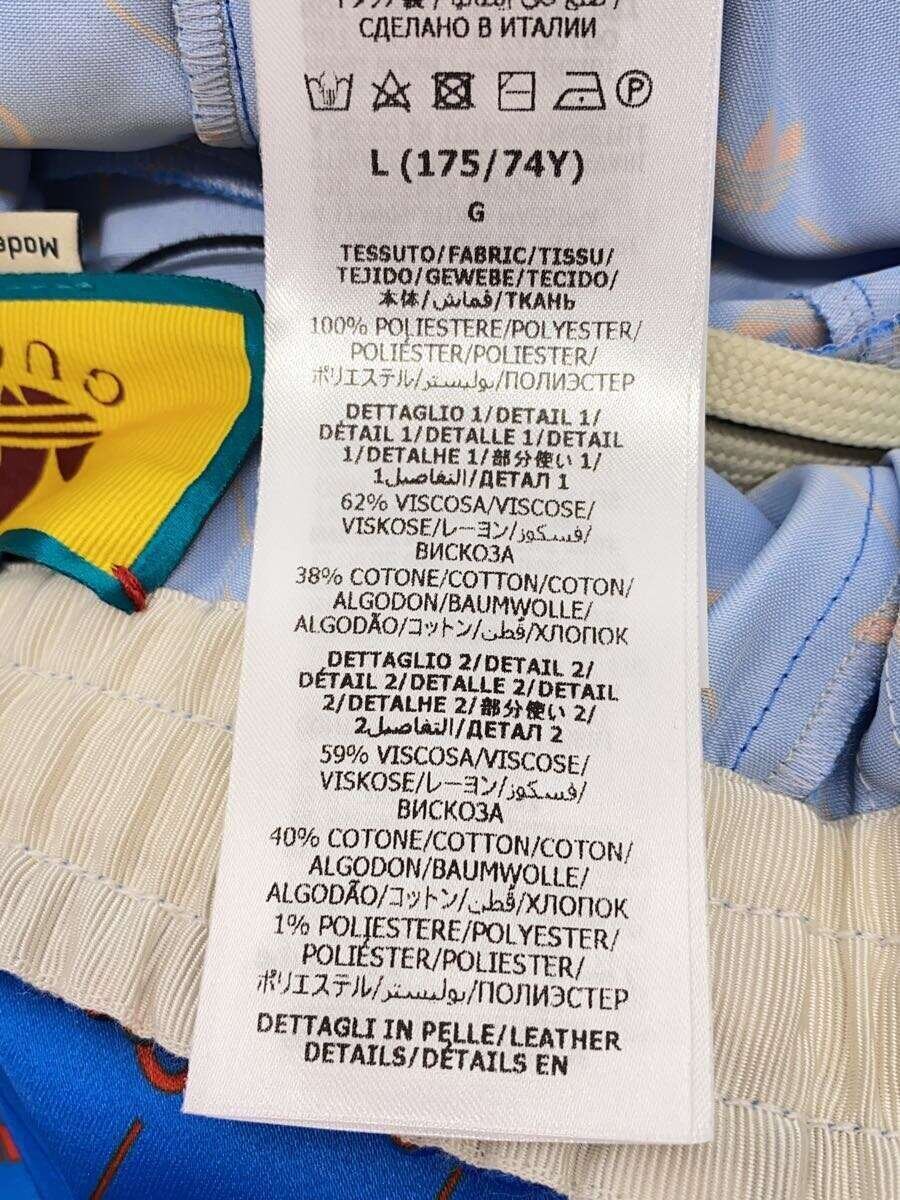 СДЕЛАНО В ИТАЛИИ
P
L (175/74Y)
G
TESSUTO/FABRIC/TISSU/
TEJIDO/GEWEBE/TECIDO/
本体/قماش/ТКАНЬ
100% POLIESTERE/POLYESTER/
POLIÉSTER/POLIESTER/
ポリエステル/بوليستر/ПОЛИЭСТЕР
DETTAGLIO 1/DETAIL 1/
DÉTAIL 1/DETALLE 1/DETAIL
1/DETALHE 1/部分使い 1/
التفاصيل1/ДЕТАЛ 1
62% VISCOSA/VISCOSE/
VISKOSE/レーヨン/فسكوز/
ВИСКОЗА
38% COTONE/COTTON/COTON/
ALGODON/BAUMWOLLE/
ALGODÃO/コットン/قطن/ХЛОПОК
DETTAGLIO 2/DETAIL 2/
DÉTAIL 2/DETALLE 2/DETAIL
2/DETALHE 2/部分使い 2/
التفاصيل2/ДЕТАЛ 2
59% VISCOSA/VISCOSE/
VISKOSE/レーヨン/فسكوز/
ВИСКОЗА
40% COTONE/COTTON/COTON/
ALGODON/BAUMWOLLE/
ALGODÃO/コットン/قطن/ХЛОПОК
1% POLIESTERE/POLYESTER/
POLIÉSTER/POLIESTER/
ポリエステル/بوليستر/ПОЛИЭСТЕР
DETTAGLI IN PELLE/LEATHER
DETAILS/DÉTAILS EN
Made